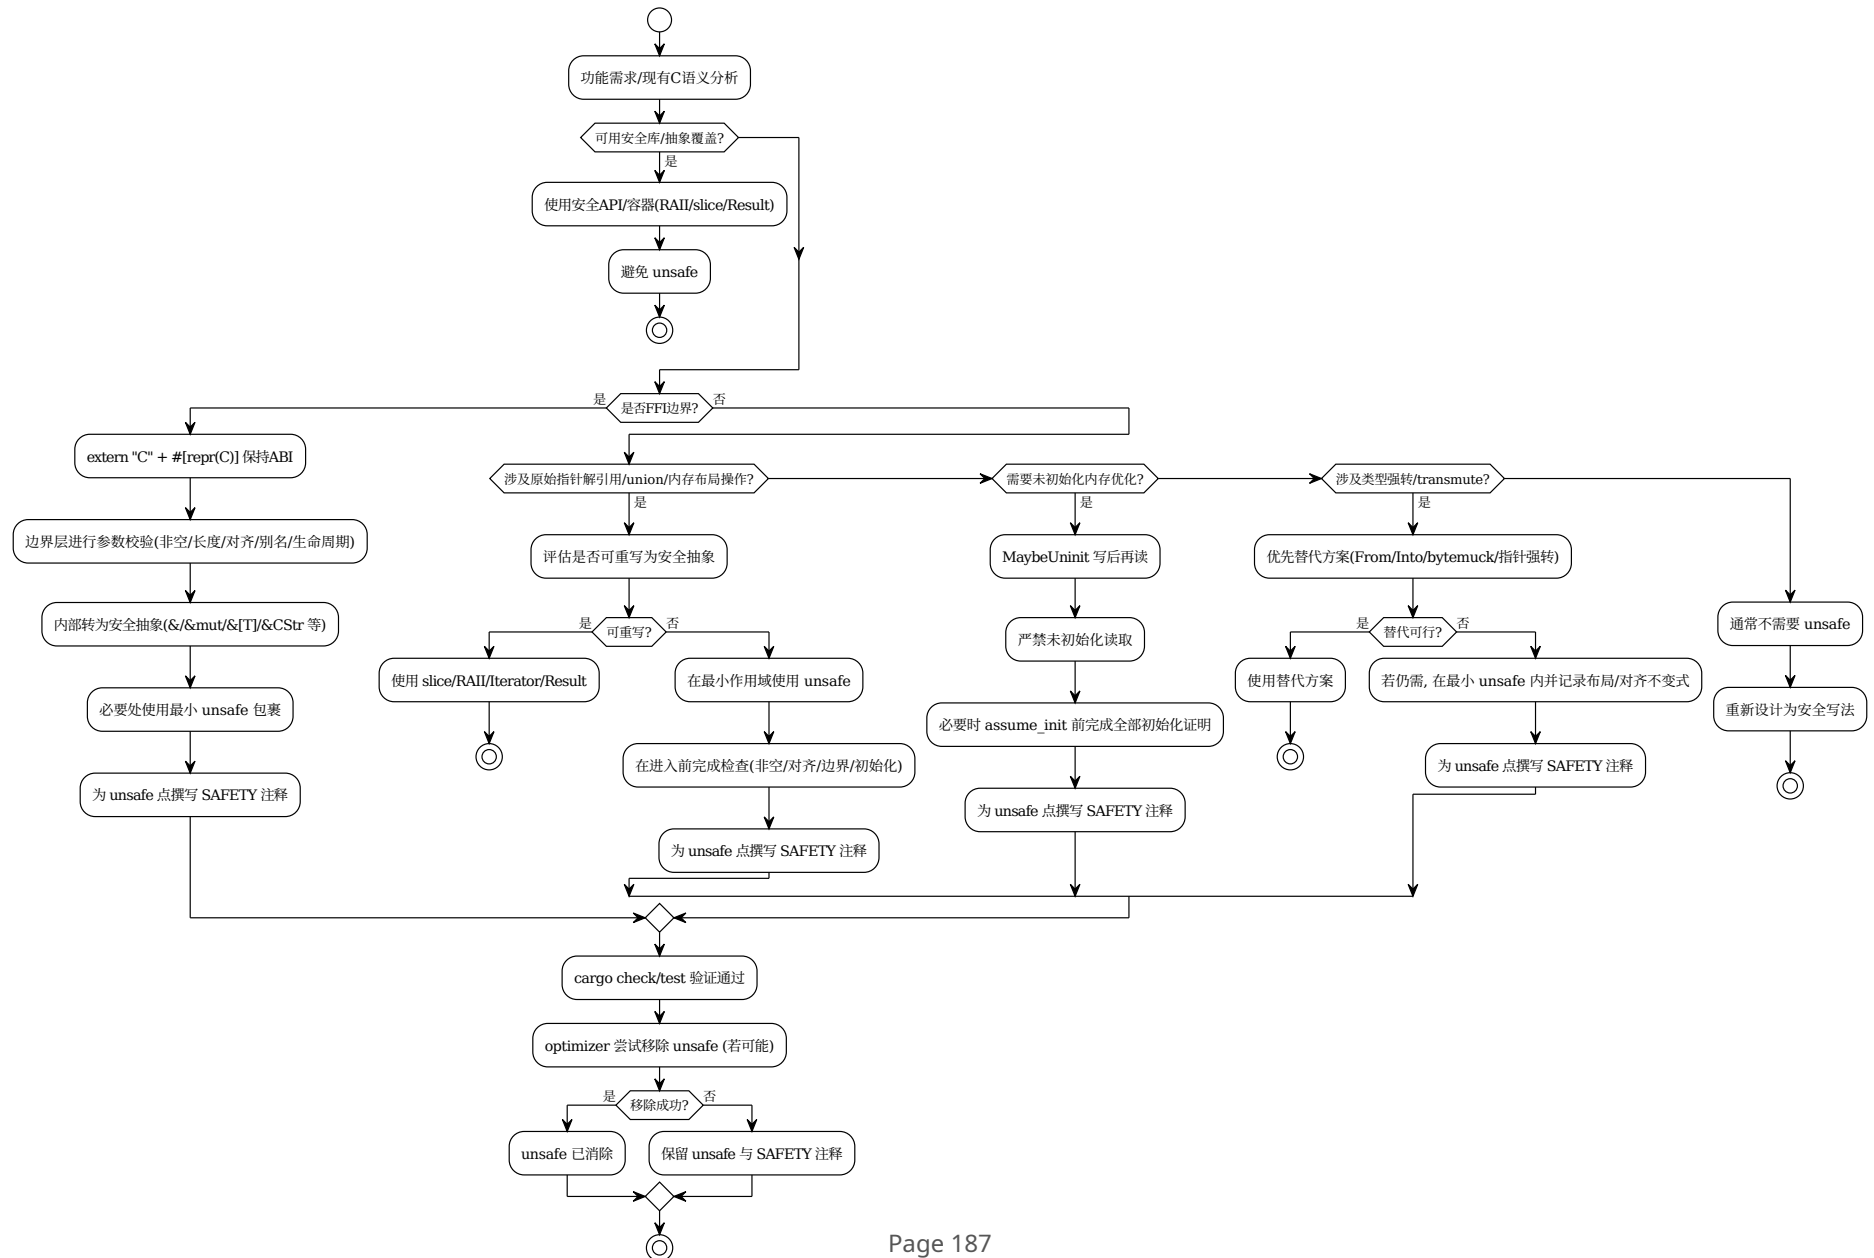 功能需求/现有C语义分析
可用安全库/抽象覆盖?
是
使用安全API/容器(RAII/slice/Result)
避免 unsafe
是
是否FFI边界?
否
extern "C" + #[repr(C)] 保持ABI
边界层进行参数校验(非空/长度/对齐/别名/生命周期)
内部转为安全抽象(&/&mut/&[T]/&CStr 等)
必要处使用最小 unsafe 包裹
为 unsafe 点撰写 SAFETY 注释
涉及原始指针解引用/union/内存布局操作?
是
评估是否可重写为安全抽象
是
可重写?
否
使用 slice/RAII/Iterator/Result
在最小作用域使用 unsafe
在进入前完成检查(非空/对齐/边界/初始化)
为 unsafe 点撰写 SAFETY 注释
需要未初始化内存优化?
是
MaybeUninit 写后再读
严禁未初始化读取
必要时 assume_init 前完成全部初始化证明
为 unsafe 点撰写 SAFETY 注释
涉及类型强转/transmute?
是
优先替代方案(From/Into/bytemuck/指针强转)
是
替代可行?
否
使用替代方案
若仍需, 在最小 unsafe 内并记录布局/对齐不变式
为 unsafe 点撰写 SAFETY 注释
通常不需要 unsafe
重新设计为安全写法
cargo check/test 验证通过
optimizer 尝试移除 unsafe (若可能)
是
移除成功?
否
unsafe 已消除
保留 unsafe 与 SAFETY 注释
Page 187